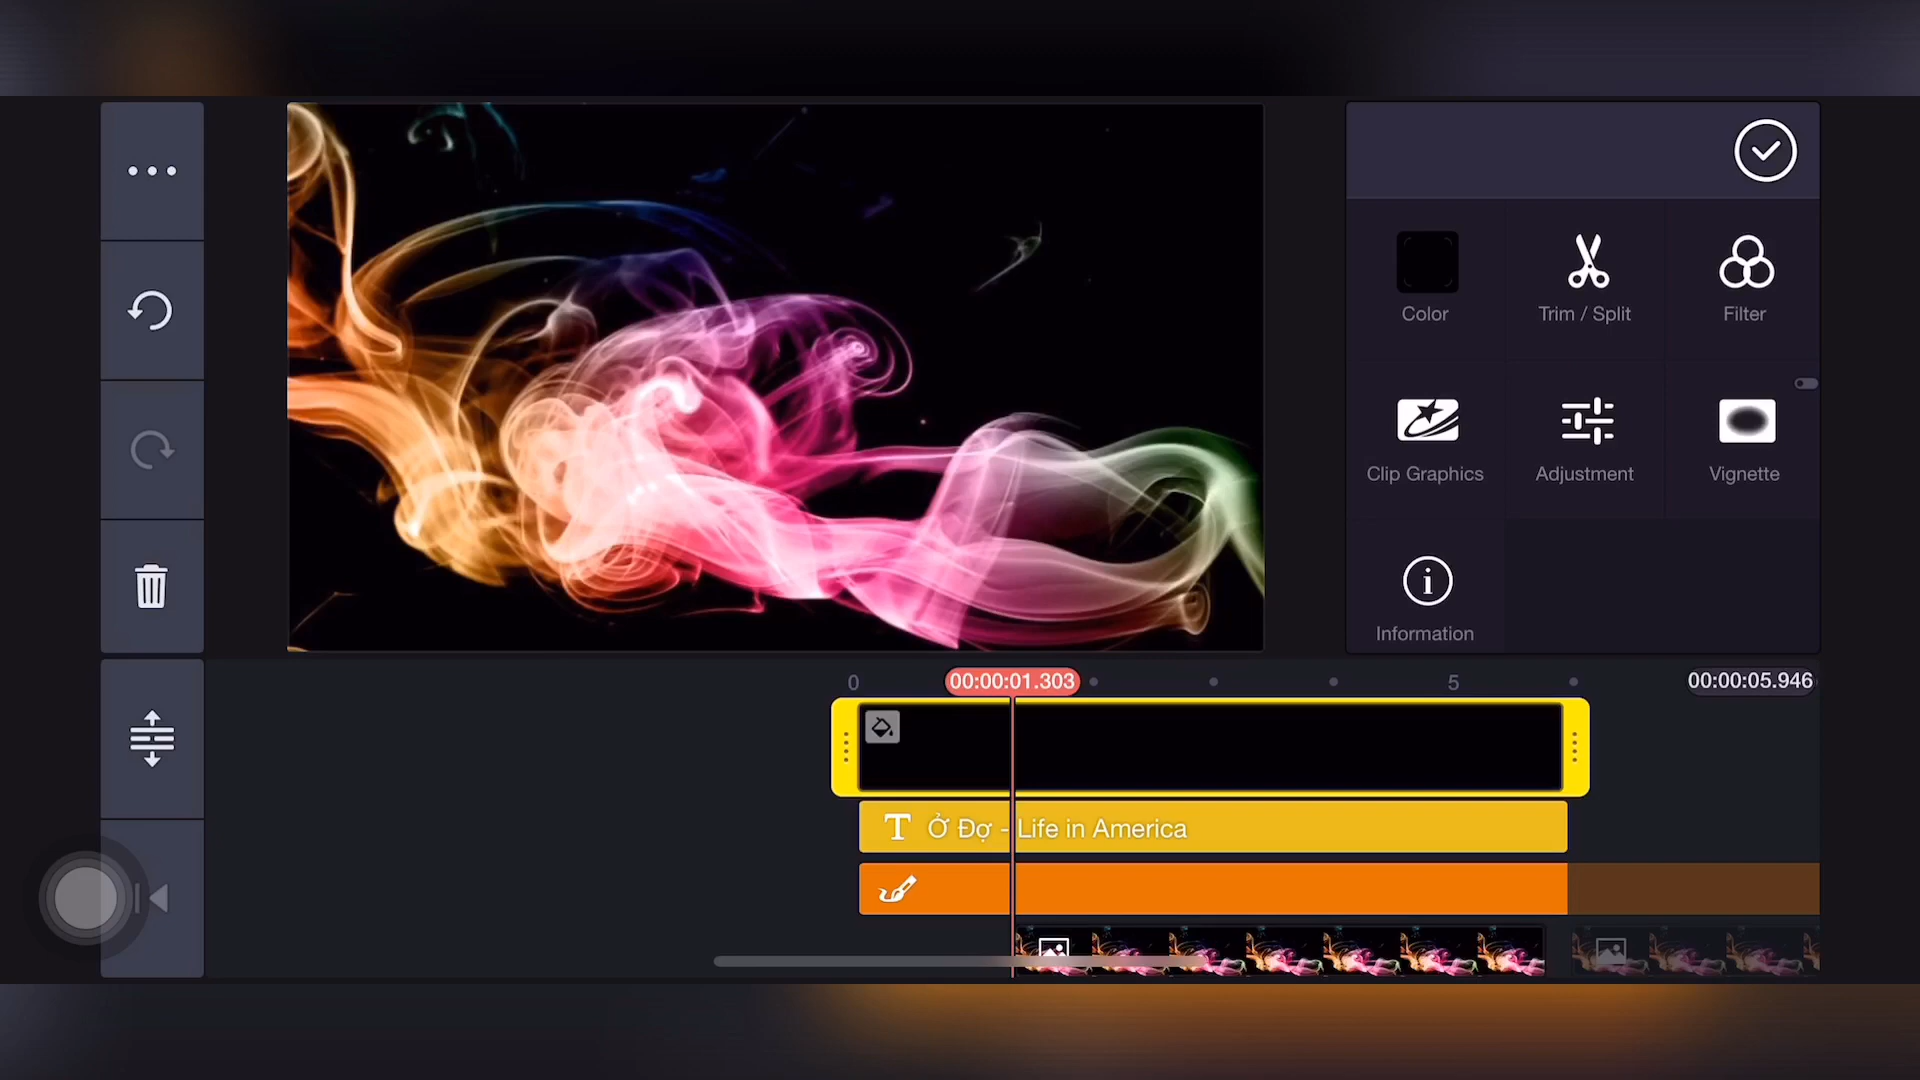 Color
Trim / Split
Filter
Clip Graphics
Adjustment
Vignette
Information
0
00:00:01.303
5
00:00:05.946
T Ở Đợ - Life in America